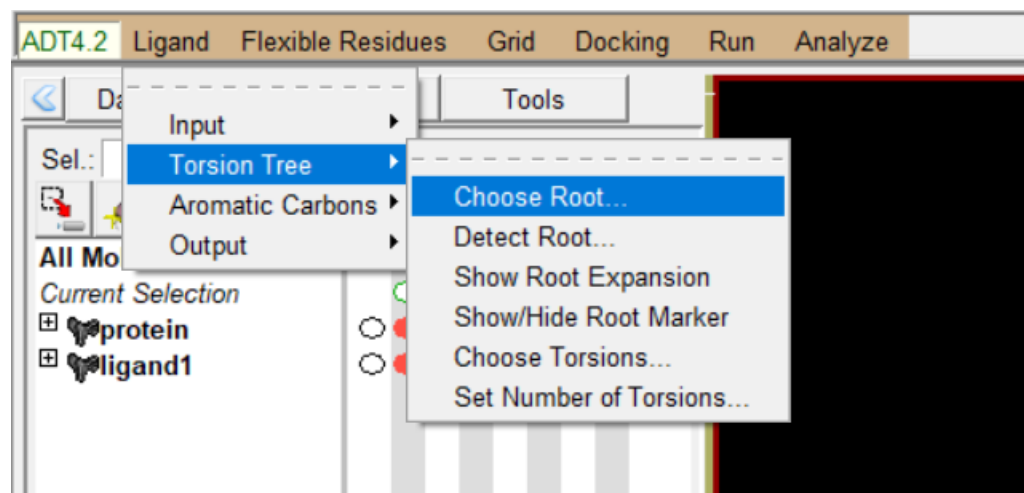 ADT4.2 Ligand Flexible Residues Grid Docking Run Analyze
Da Tools
Input
Sel.: Torsion Tree
Choose Root...
Aromatic Carbons
Detect Root...
Output
All Mo
Show Root Expansion
Current Selection
Show/Hide Root Marker
protein
Choose Torsions...
ligand1
Set Number of Torsions...